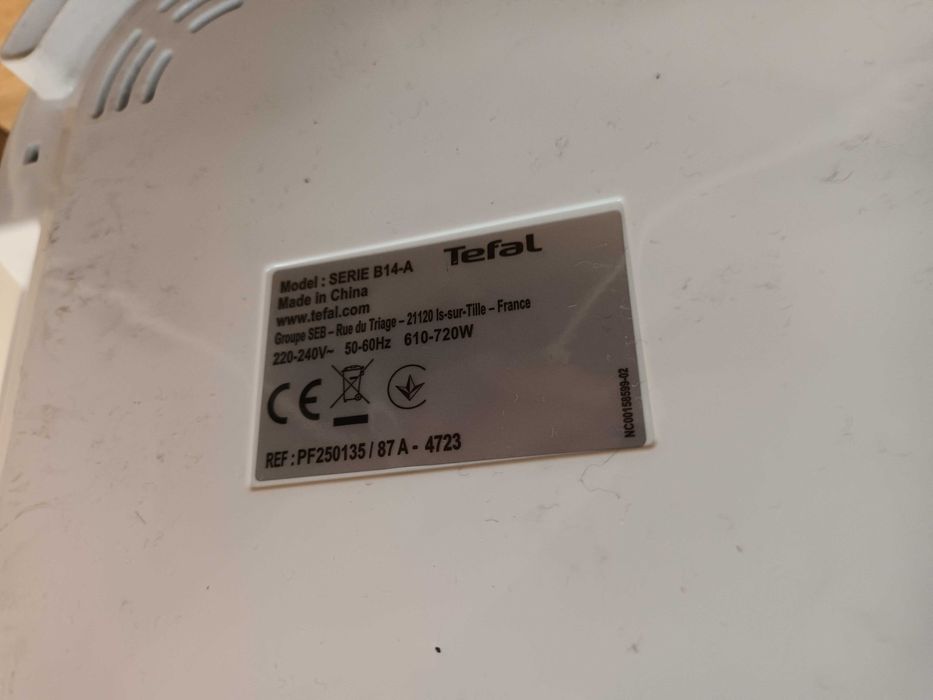 Tefal
Model : SERIE B14-A
Made in China
www.tefal.com
Groupe SEB – Rue du Triage – 21120 Is-sur-Tille – France
220-240V~ 50-60Hz 610-720W
CE
REF : PF250135 / 87 A - 4723
NC00158599-02